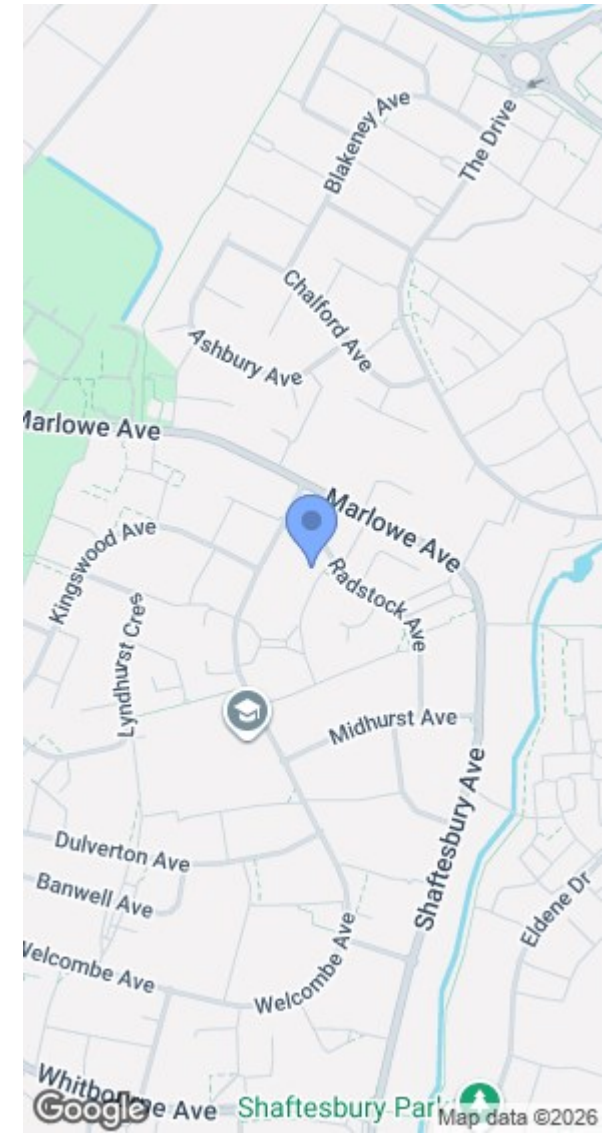 Blakeney Ave
The Drive
Chalford Ave
Ashbury Ave
Marlowe Ave
Marlowe Ave
Kingswood Ave
Radstock Ave
Lyndhurst Cres
Midhurst Ave
Shaftesbury Ave
Dulverton Ave
Banwell Ave
Eldene Dr
Welcombe Ave
Welcombe Ave
Whitbourne Ave
Shaftesbury Park
Google
Map data ©2026